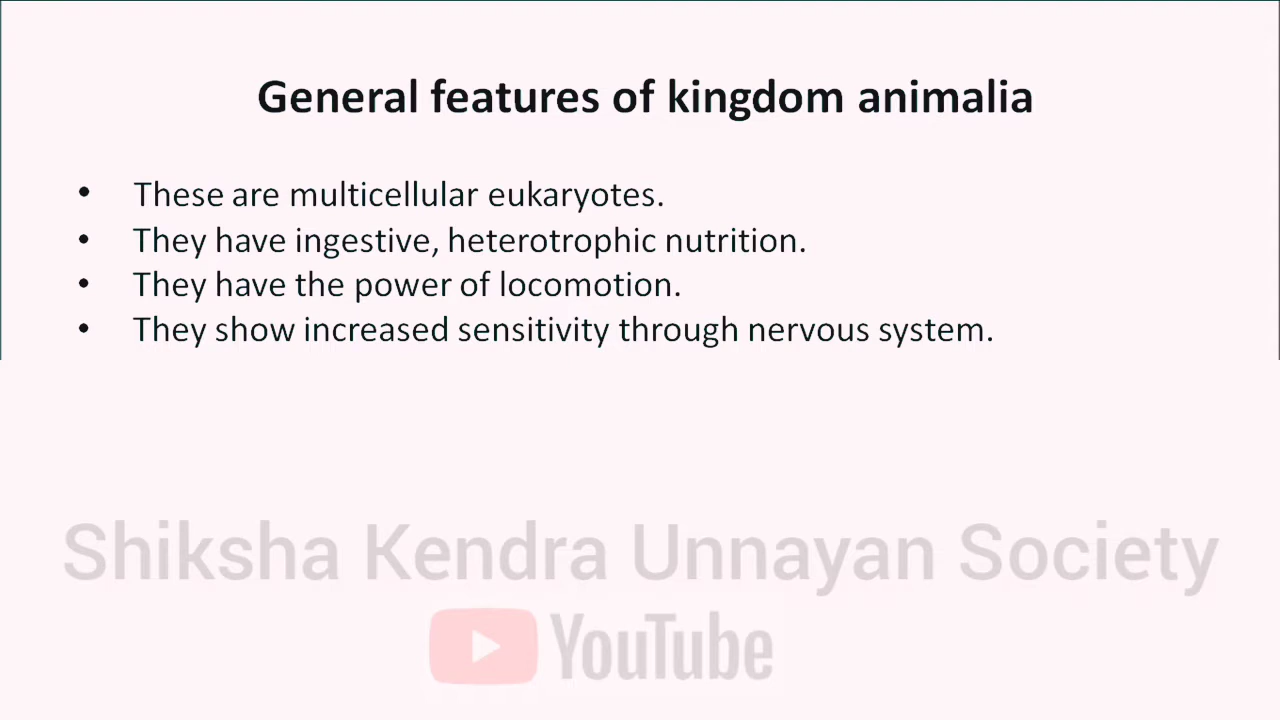 General features of kingdom animalia
• These are multicellular eukaryotes.
• They have ingestive, heterotrophic nutrition.
• They have the power of locomotion.
• They show increased sensitivity through nervous system.
Shiksha Kendra Unnayan Society
YouTube